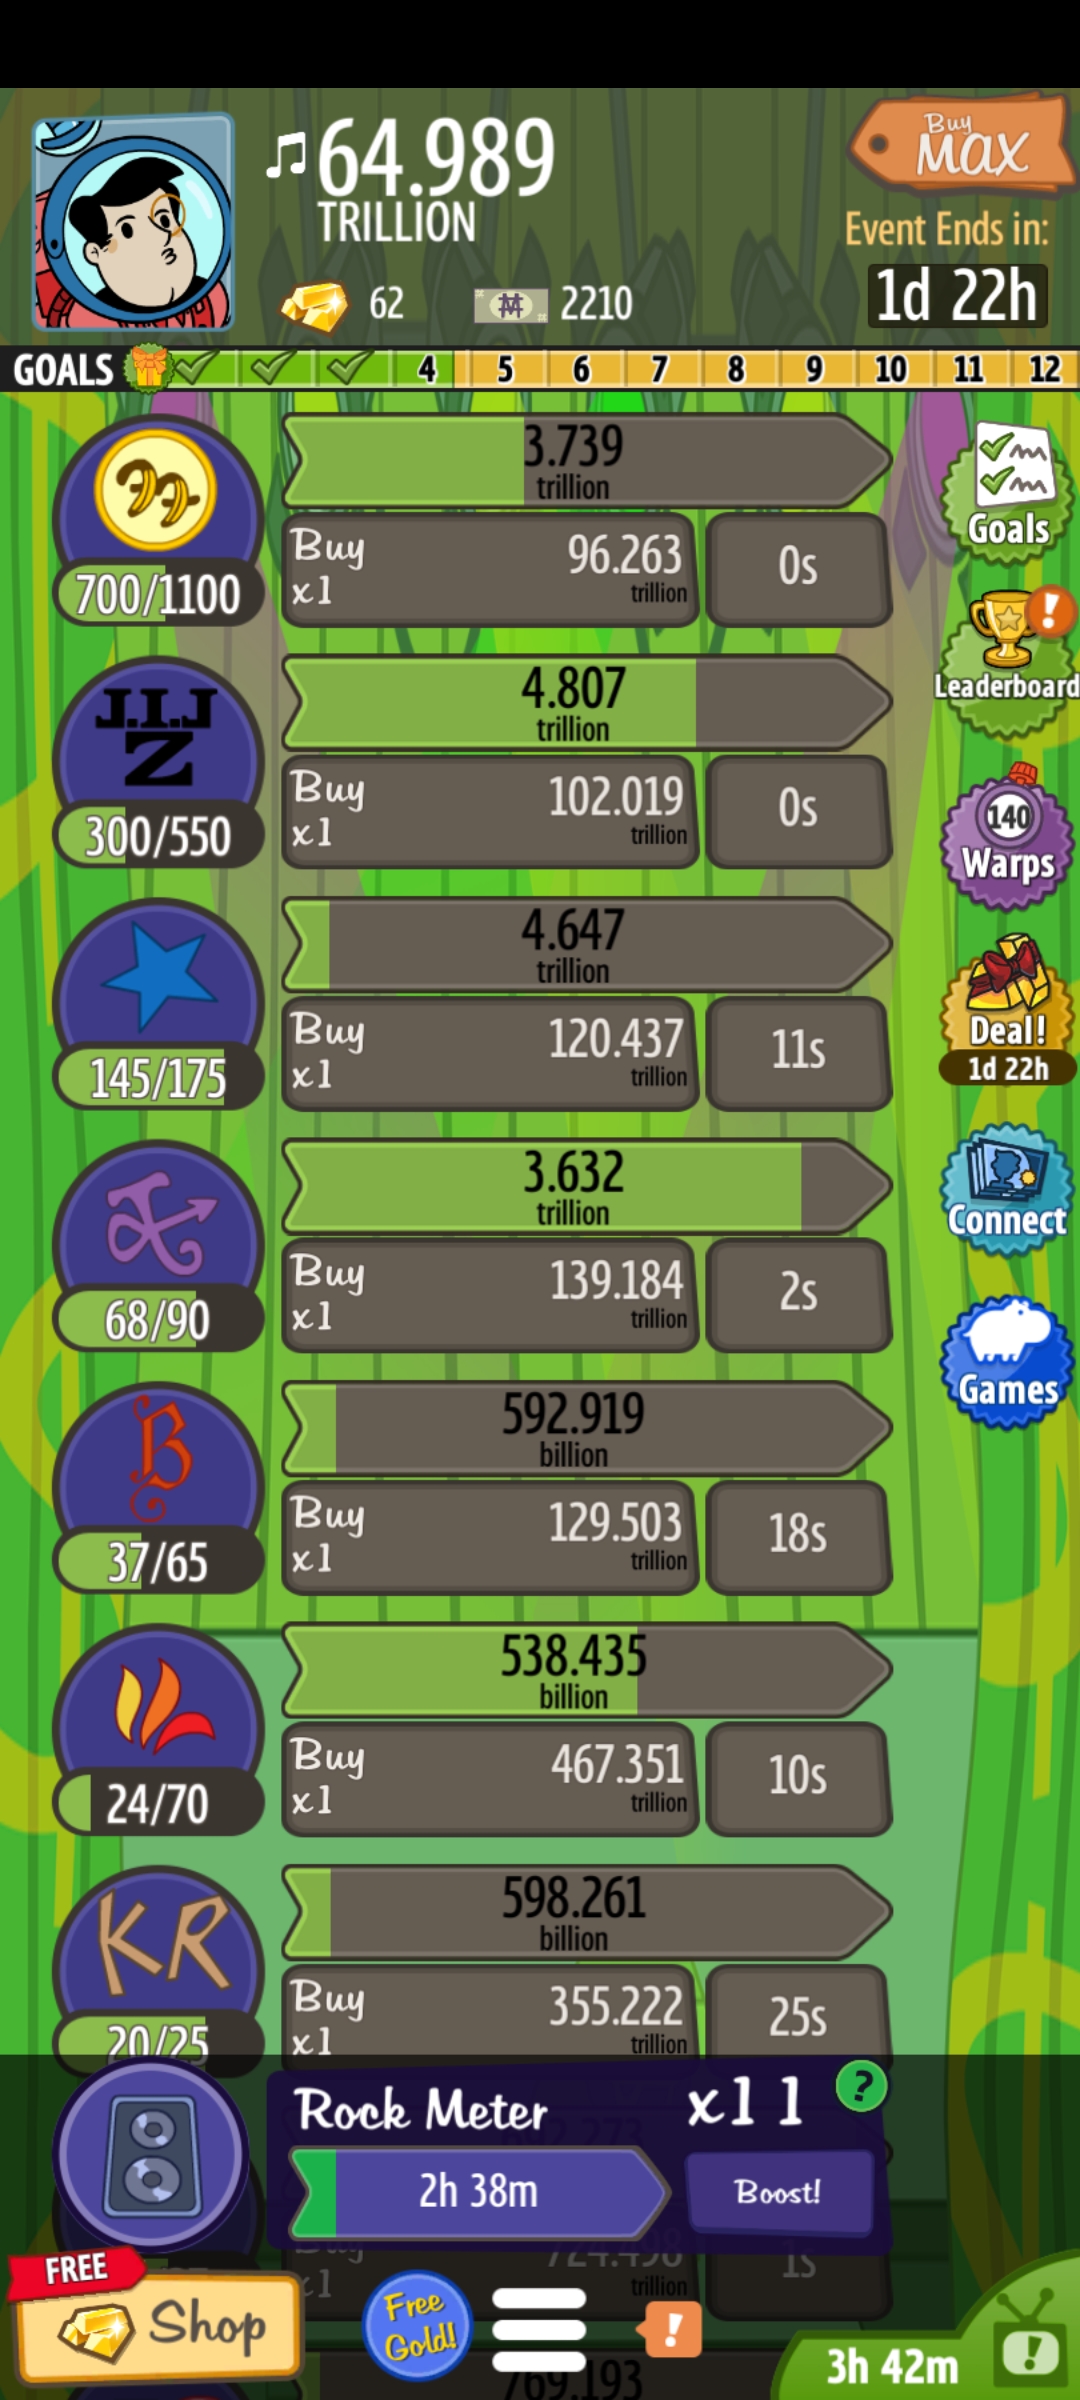 64.989
TRILLION
Buy
MAX
Event Ends in:
1d 22h
62
2210
GOALS 4 5 6 7 8 9 10 11 12
3.739
trillion
Buy
x1
96.263
trillion
0s
700/1100
Goals
J.I.J
Z
4.807
trillion
Buy
x1
102.019
trillion
0s
300/550
Leaderboard
140
Warps
4.647
trillion
Buy
x1
120.437
trillion
11s
145/175
Deal!
1d 22h
3.632
trillion
Buy
x1
139.184
trillion
2s
68/90
Connect
Games
B
592.919
billion
Buy
x1
129.503
trillion
18s
37/65
538.435
billion
Buy
x1
467.351
trillion
10s
24/70
KR
598.261
billion
Buy
x1
355.222
trillion
25s
20/25
Rock Meter
x11
?
2h 38m
Boost!
Buy
x1
724.498
trillion
1s
FREE
Shop
Free
Gold!
!
3h 42m
769.193